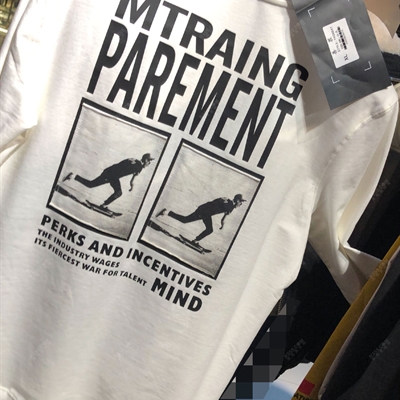 MTRAING
PAREMENT
PERKS AND INCENTIVES
THE INDUSTRY WAGES
ITS FIERCEST WAR FOR TALENT
MIND